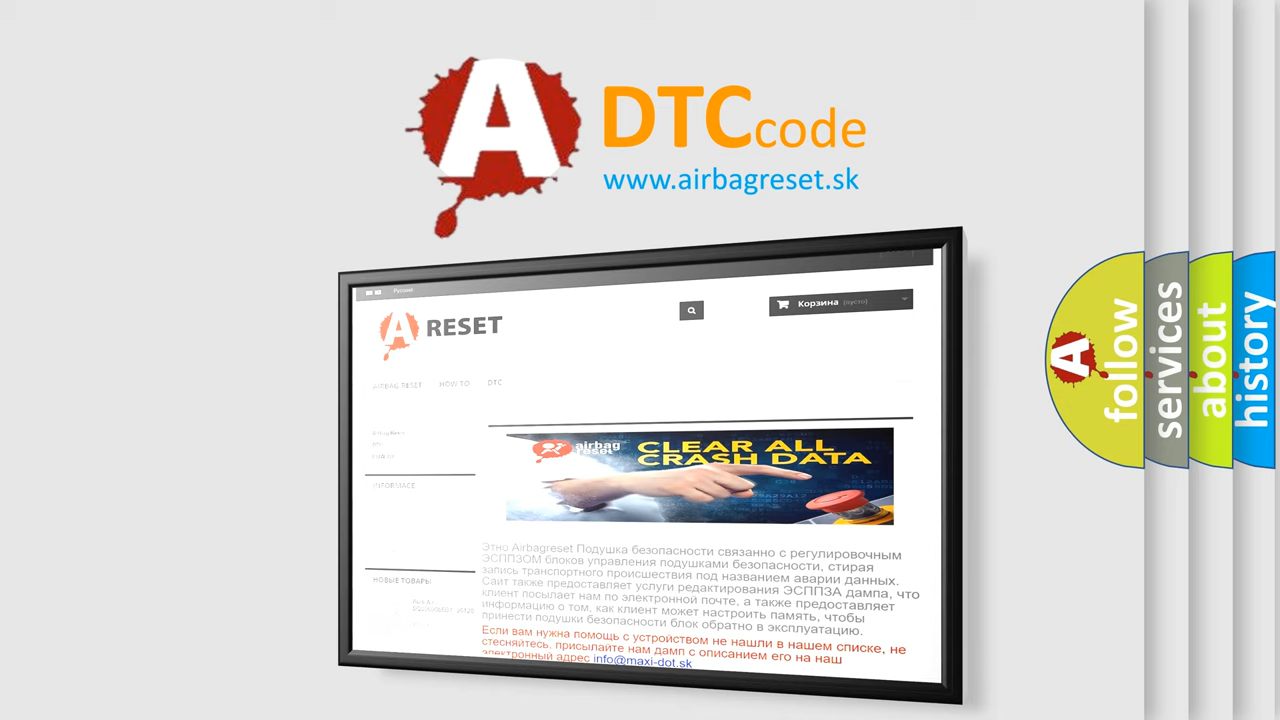 A
DTCcode
www.airbagreset.sk
Русский
Корзина (пусто)
A RESET
AIRBAG RESET HOW TO DTC
airbag reset
CLEAR ALL
CRASH DATA
INFORMACE
Этно Airbagreset Подушка безопасности связанно с регулировочным
ЭСППЗОМ блоков управления подушками безопасности, стирая
запись транспортного происшествия под названием аварии данных.
Сайт также предоставляет услуги редактирования ЭСППЗА дампа, что
клиент посылает нам по электронной почте, а также предоставляет
информацию о том, как клиент может настроить память, чтобы
принести подушки безопасности блок обратно в эксплуатацию.
Если вам нужна помощь с устройством не нашли в нашем списке, не
стесняйтесь, присылайте нам дамп с описанием его на наш
электронный адрес info@maxi-dot.sk
НОВЫЕ ТОВАРЫ
A
follow
services
about
history